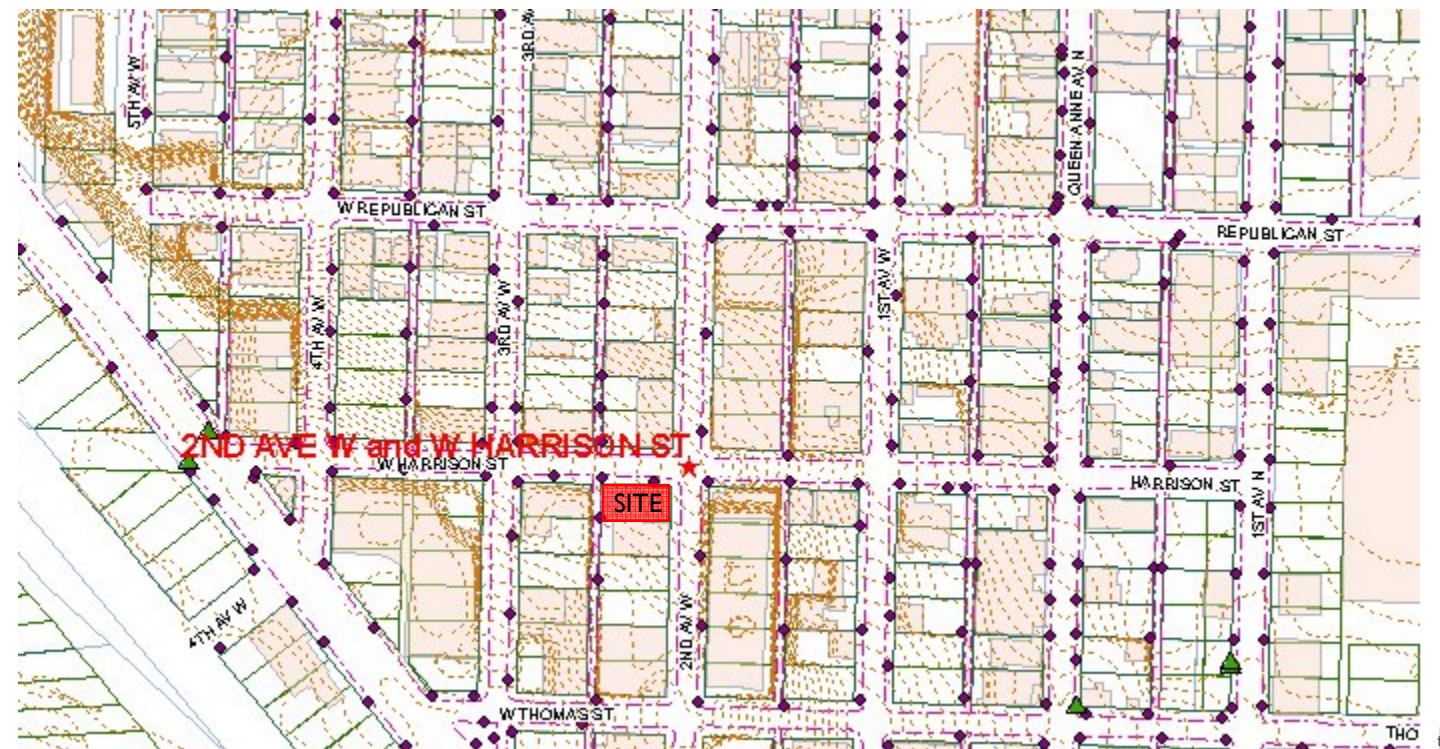 3RD AV
5TH AV W
QUEEN ANNE AV N
W REPUBLICAN ST
REPUBLICAN ST
4TH AV W
3RD AV W
1ST AV W
2ND AVE W and W HARRISON ST
W HARRISON ST
HARRISON ST
SITE
1ST AV N
4TH AV W
2ND AV W
W THOMAS ST
THO